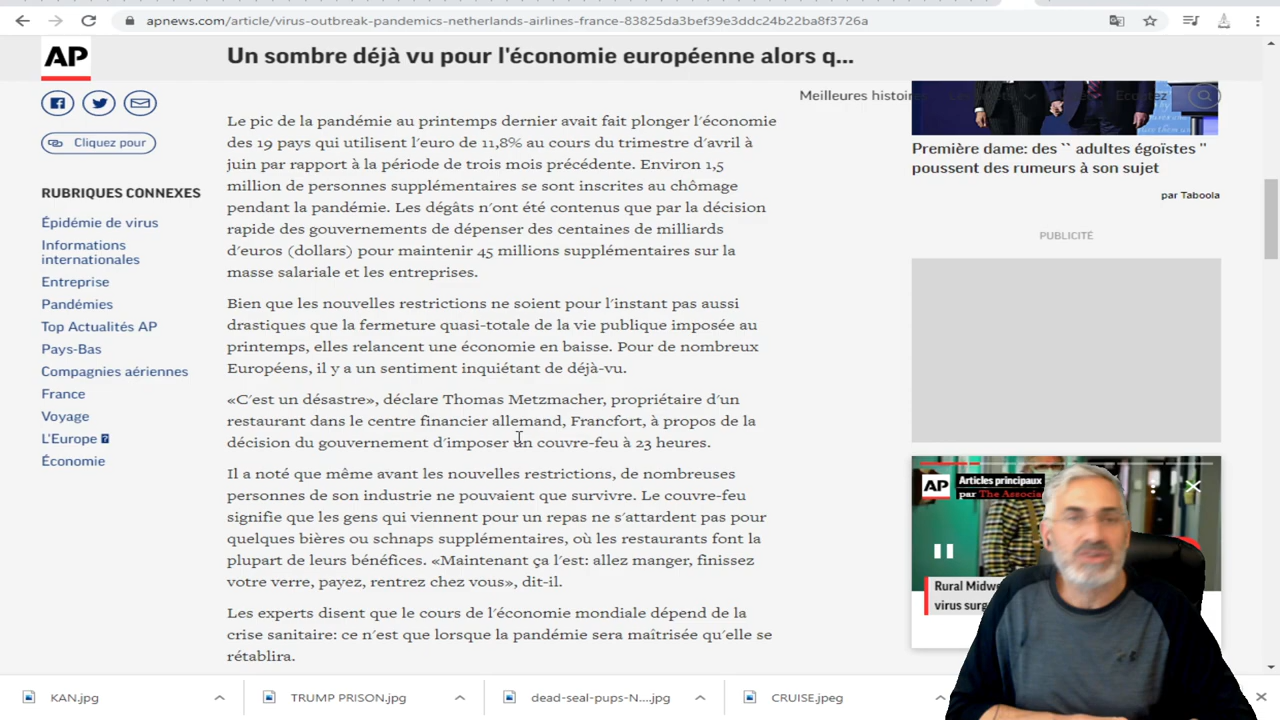 apnews.com/article/virus-outbreak-pandemics-netherlands-airlines-france-83825da3bef39e3ddc24b22ba8f3726a
AP
Un sombre déjà vu pour l'économie européenne alors q...
Meilleures histoires
Ecoutez
Cliquez pour
RUBRIQUES CONNEXES
Épidémie de virus
Informations
internationales
Entreprise
Pandémies
Top Actualités AP
Pays-Bas
Compagnies aériennes
France
Voyage
L'Europe
Économie
Le pic de la pandémie au printemps dernier avait fait plonger l'économie
des 19 pays qui utilisent l'euro de 11,8% au cours du trimestre d'avril à
juin par rapport à la période de trois mois précédente. Environ 1,5
million de personnes supplémentaires se sont inscrites au chômage
pendant la pandémie. Les dégâts n'ont été contenus que par la décision
rapide des gouvernements de dépenser des centaines de milliards
d'euros (dollars) pour maintenir 45 millions supplémentaires sur la
masse salariale et les entreprises.
Bien que les nouvelles restrictions ne soient pour l'instant pas aussi
drastiques que la fermeture quasi-totale de la vie publique imposée au
printemps, elles relancent une économie en baisse. Pour de nombreux
Européens, il y a un sentiment inquiétant de déjà-vu.
«C'est un désastre», déclare Thomas Metzmacher, propriétaire d'un
restaurant dans le centre financier allemand, Francfort, à propos de la
décision du gouvernement d'imposer un couvre-feu à 23 heures.
Il a noté que même avant les nouvelles restrictions, de nombreuses
personnes de son industrie ne pouvaient que survivre. Le couvre-feu
signifie que les gens qui viennent pour un repas ne s'attardent pas pour
quelques bières ou schnaps supplémentaires, où les restaurants font la
plupart de leurs bénéfices. «Maintenant ça l'est: allez manger, finissez
votre verre, payez, rentrez chez vous», dit-il.
Les experts disent que le cours de l'économie mondiale dépend de la
crise sanitaire: ce n'est que lorsque la pandémie sera maîtrisée qu'elle se
rétablira.
Première dame: des `` adultes égoïstes ''
poussent des rumeurs à son sujet
par Taboola
PUBLICITÉ
AP
Articles principaux
par The Associa
Rural Midw
virus surg
KAN.jpg
TRUMP PRISON.jpg
dead-seal-pups-N....jpg
CRUISE.jpeg